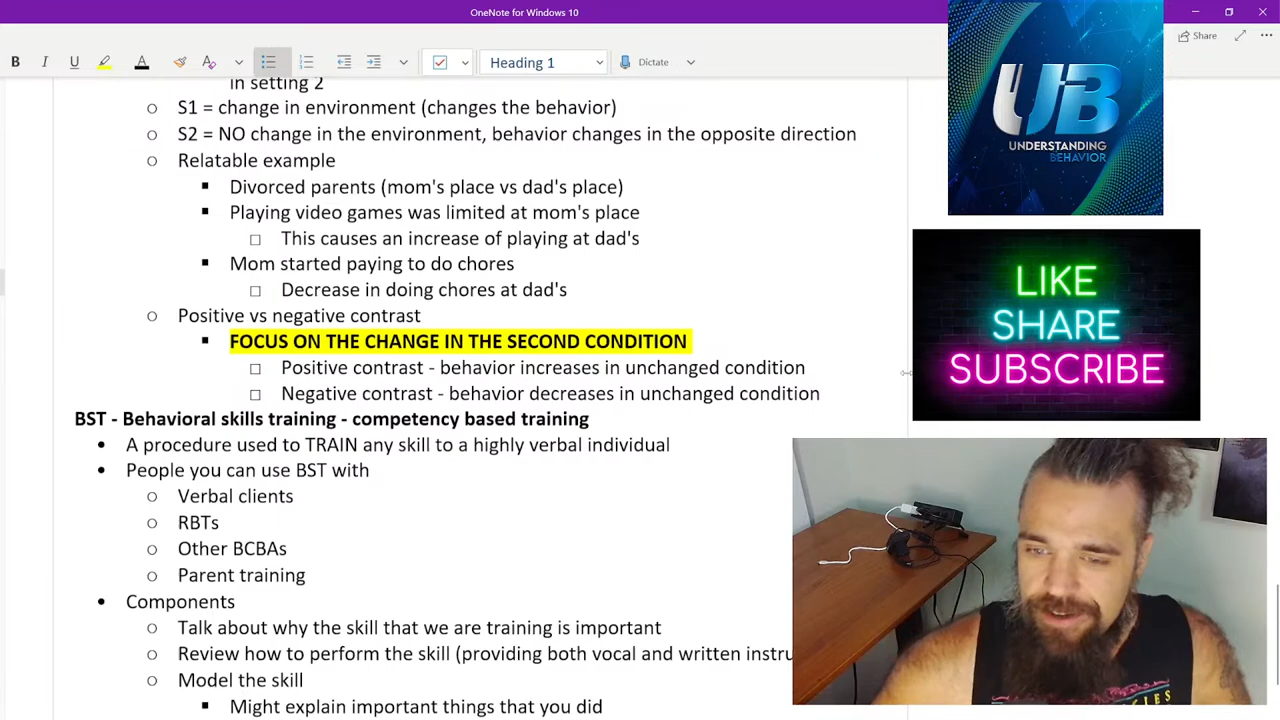 OneNote for Windows 10
Share
B I U A A Heading 1 Dictate
in setting 2
S1 = change in environment (changes the behavior)
S2 = NO change in the environment, behavior changes in the opposite direction
Relatable example
Divorced parents (mom's place vs dad's place)
Playing video games was limited at mom's place
This causes an increase of playing at dad's
Mom started paying to do chores
Decrease in doing chores at dad's
Positive vs negative contrast
FOCUS ON THE CHANGE IN THE SECOND CONDITION
Positive contrast - behavior increases in unchanged condition
Negative contrast - behavior decreases in unchanged condition
BST - Behavioral skills training - competency based training
A procedure used to TRAIN any skill to a highly verbal individual
People you can use BST with
Verbal clients
RBTs
Other BCBAs
Parent training
Components
Talk about why the skill that we are training is important
Review how to perform the skill (providing both vocal and written instru
Model the skill
Might explain important things that you did
UB
UNDERSTANDING
BEHAVIOR
LIKE
SHARE
SUBSCRIBE